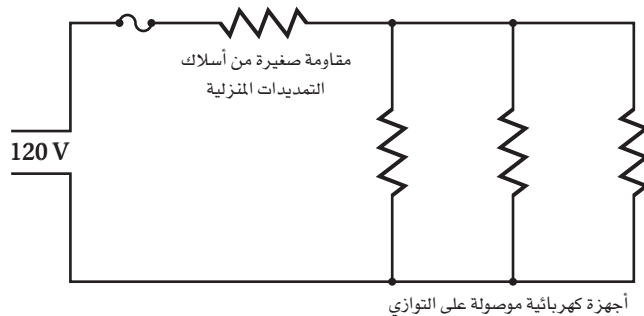 مقاومة صغيرة من أسلاك
التمديدات المنزلية
120 V
أجهزة كهربائية موصولة على التوازي